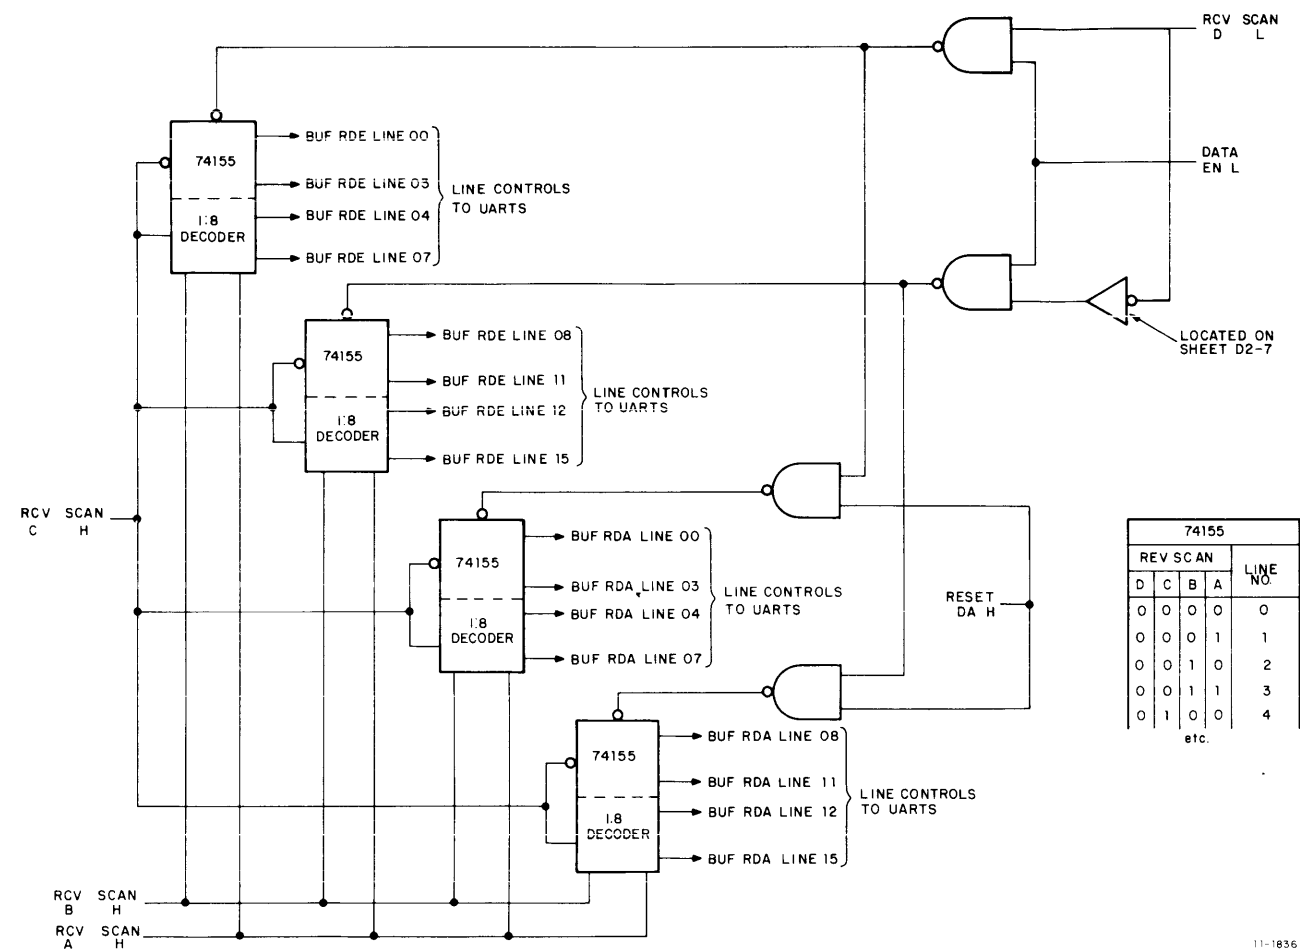 RCV SCAN
D L
DATA
EN L
LOCATED ON
SHEET D2-7
74155
1:8
DECODER
BUF RDE LINE 00
BUF RDE LINE 03
BUF RDE LINE 04
BUF RDE LINE 07
LINE CONTROLS
TO UARTS
74155
1:8
DECODER
BUF RDE LINE 08
BUF RDE LINE 11
BUF RDE LINE 12
BUF RDE LINE 15
LINE CONTROLS
TO UARTS
RCV SCAN
C H
74155
1:8
DECODER
BUF RDA LINE 00
BUF RDA LINE 03
BUF RDA LINE 04
BUF RDA LINE 07
LINE CONTROLS
TO UARTS
RESET
DA H
74155
1.8
DECODER
BUF RDA LINE 08
BUF RDA LINE 11
BUF RDA LINE 12
BUF RDA LINE 15
LINE CONTROLS
TO UARTS
RCV SCAN
B H
RCV SCAN
A H
74155
REV SCAN LINE NO.
D C B A
0 0 0 0 0
0 0 0 1 1
0 0 1 0 2
0 0 1 1 3
0 1 0 0 4
etc.
11-1836